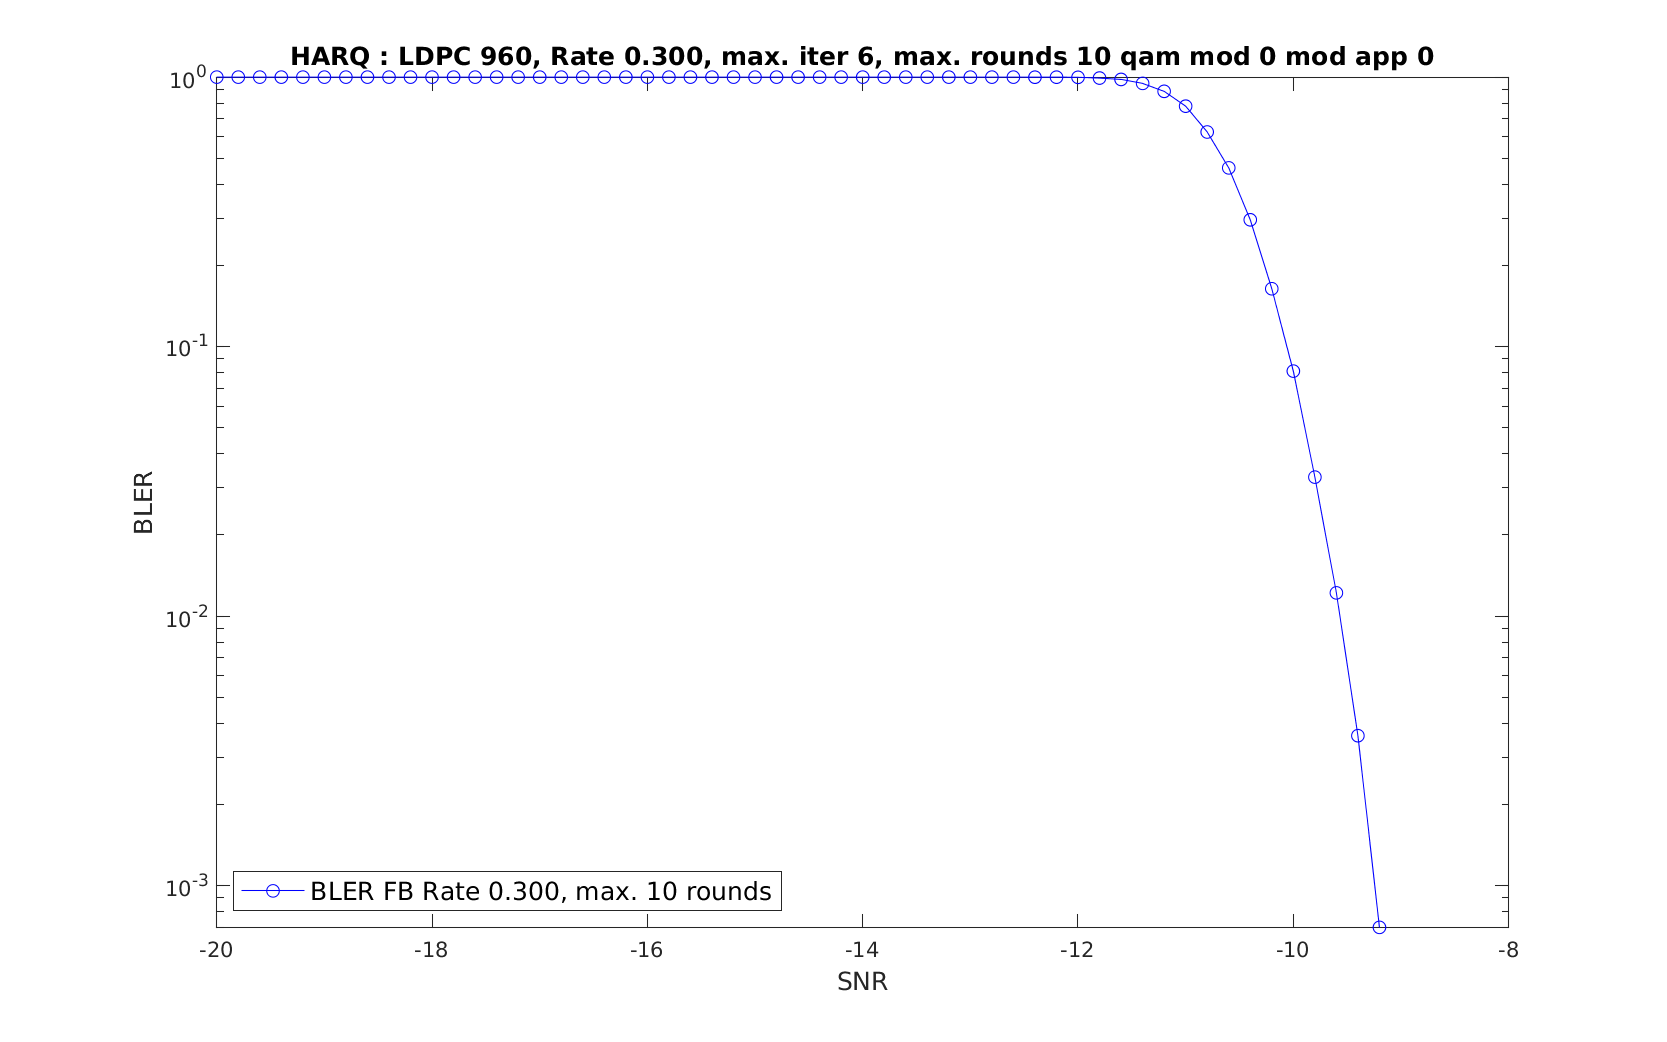 HARQ : LDPC 960, Rate 0.300, max. iter 6, max. rounds 10 qam mod 0 mod app 0
10^0
10^-1
10^-2
10^-3
BLER
BLER FB Rate 0.300, max. 10 rounds
-20 -18 -16 -14 -12 -10 -8
SNR